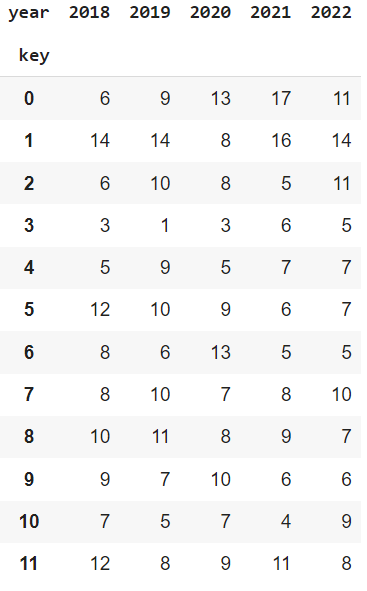 year 2018 2019 2020 2021 2022
key
0 6 9 13 17 11
1 14 14 8 16 14
2 6 10 8 5 11
3 3 1 3 6 5
4 5 9 5 7 7
5 12 10 9 6 7
6 8 6 13 5 5
7 8 10 7 8 10
8 10 11 8 9 7
9 9 7 10 6 6
10 7 5 7 4 9
11 12 8 9 11 8